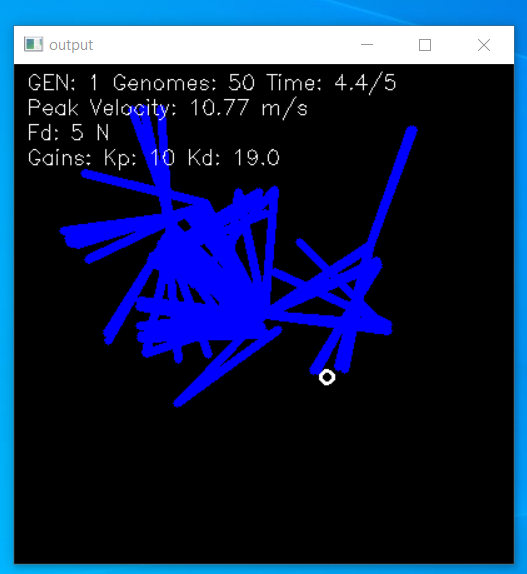 output
GEN: 1 Genomes: 50 Time: 4.4/5
Peak Velocity: 10.77 m/s
Fd: 5 N
Gains: Kp: 10 Kd: 19.0